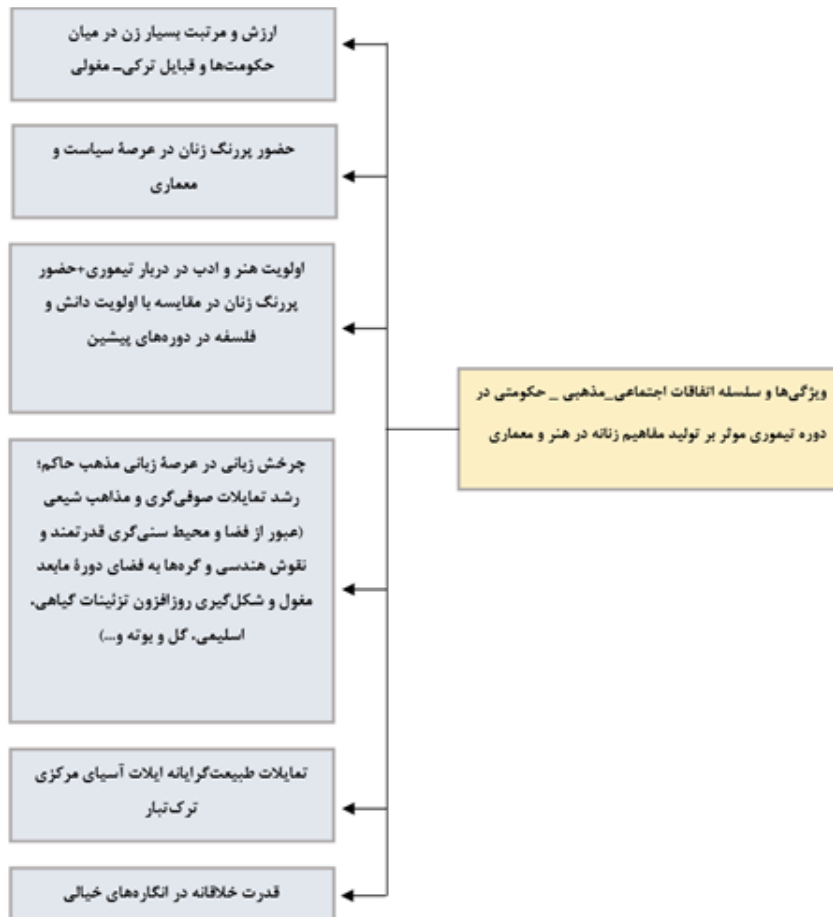 ارزش و مرتبت بسیار زن در میان
حکومت‌ها و قبایل ترکی_ مغولی
حضور پررنگ زنان در عرصهٔ سیاست و
معماری
اولویت هنر و ادب در دربار تیموری+حضور
پررنگ زنان در مقایسه با اولویت دانش و
فلسفه در دوره‌های پیشین
ویژگی‌ها و سلسله اتفاقات اجتماعی_مذهبی _ حکومتی در
دوره تیموری موثر بر تولید مفاهیم زنانه در هنر و معماری
چرخش زبانی در عرصهٔ زبانی مذهب حاکم؛
رشد تمایلات صوفی‌گری و مذاهب شیعی
(عبور از فضا و محیط سنی‌گری قدرتمند و
نقوش هندسی و گره‌ها به فضای دورهٔ مابعد
مغول و شکل‌گیری روزافزون تزئینات گیاهی،
اسلیمی، گل و بوته و...)
تمایلات طبیعت‌گرایانه ایلات آسیای مرکزی
ترک‌تبار
قدرت خلاقانه در انگاره‌های خیالی